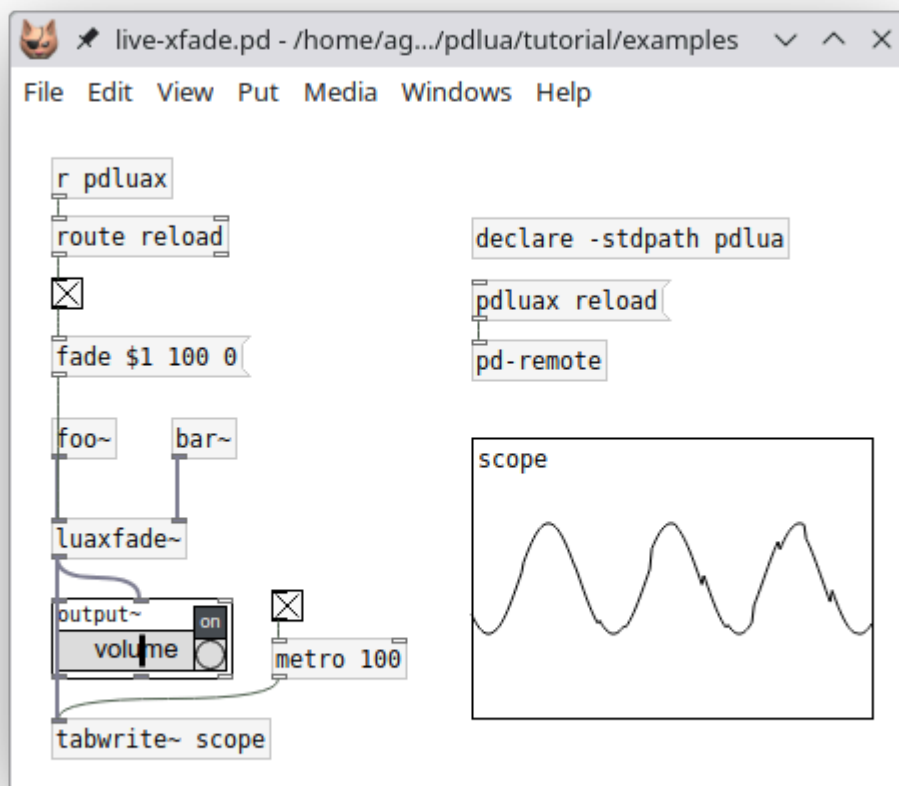 live-xfade.pd - /home/ag.../pdlua/tutorial/examples
File Edit View Put Media Windows Help
r pdluax
route reload
fade $1 100 0
foo~
bar~
luaxfade~
output~
on
volume
metro 100
tabwrite~ scope
declare -stdpath pdlua
pdluax reload
pd-remote
scope